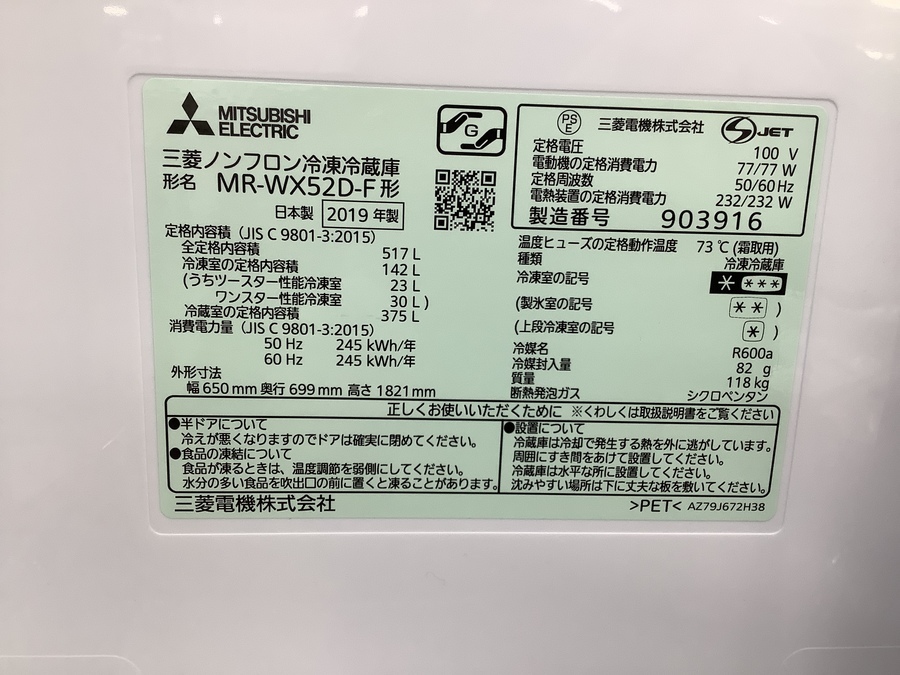 MITSUBISHI
ELECTRIC
三菱ノンフロン冷凍冷蔵庫
形名 MR-WX52D-F形
日本製 2019 年製
定格内容積 (JIS C 9801-3:2015)
全定格内容積 517 L
冷凍室の定格内容積 142 L
(うちツースター性能冷凍室 23 L
ワンスター性能冷凍室 30 L )
冷蔵室の定格内容積 375 L
消費電力量 (JIS C 9801-3:2015)
50 Hz 245 kWh/年
60 Hz 245 kWh/年
外形寸法
幅 650 mm 奥行 699 mm 高さ 1821 mm
G
PS
E
三菱電機株式会社
S JET
定格電圧 100 V
電動機の定格消費電力 77/77 W
定格周波数 50/60 Hz
電熱装置の定格消費電力 232/232 W
製造番号 903916
温度ヒューズの定格動作温度 73 ℃ (霜取用)
種類 冷凍冷蔵庫
冷凍室の記号 * ***
(製氷室の記号 ** )
(上段冷凍室の記号 * )
冷媒名 R600a
冷媒封入量 82 g
質量 118 kg
断熱発泡ガス シクロペンタン
正しくお使いいただくために ※くわしくは取扱説明書をご覧ください
●半ドアについて
冷えが悪くなりますのでドアは確実に閉めてください。
●食品の凍結について
食品が凍るときは、温度調節を弱側にしてください。
水分の多い食品を吹出口の前に置くと凍ることがあります。
●設置について
冷蔵庫は冷却で発生する熱を外に逃がしています。
周囲にすき間をあけて設置してください。
冷蔵庫は水平な所に設置してください。
沈みやすい場所は下に丈夫な板を敷いてください。
三菱電機株式会社
>PET< AZ79J672H38